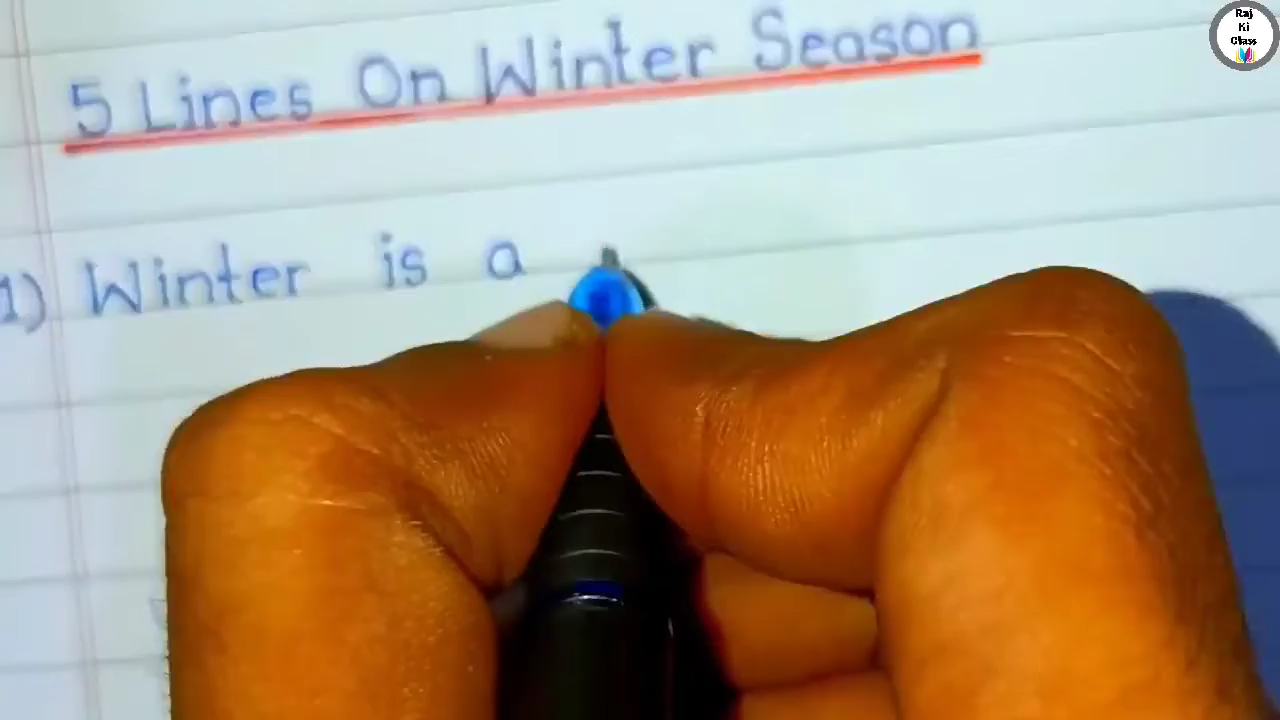 Raj
Ki
Class
5 Lines On Winter Season
1) Winter is a